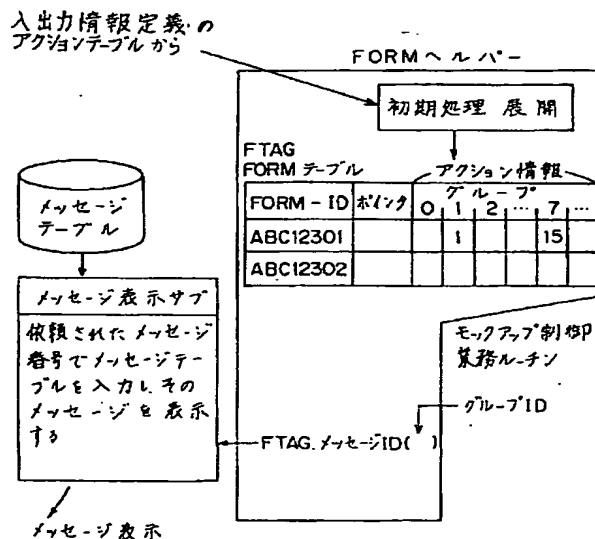 入出力情報定義の
アクションテーブルから
FORMヘルパー
初期処理 展開
FTAG
FORMテーブル
アクション情報
グループ
FORM-ID ポインタ 0 1 2 … 7 …
ABC12301 1 15
ABC12302
メッセージ
テーブル
メッセージ表示サブ
依頼されたメッセージ
番号でメッセージテー
ブルを入力し、その
メッセージを表示
する
モックアップ制御
業務ルーチン
グループID
FTAG.メッセージID( )
メッセージ表示